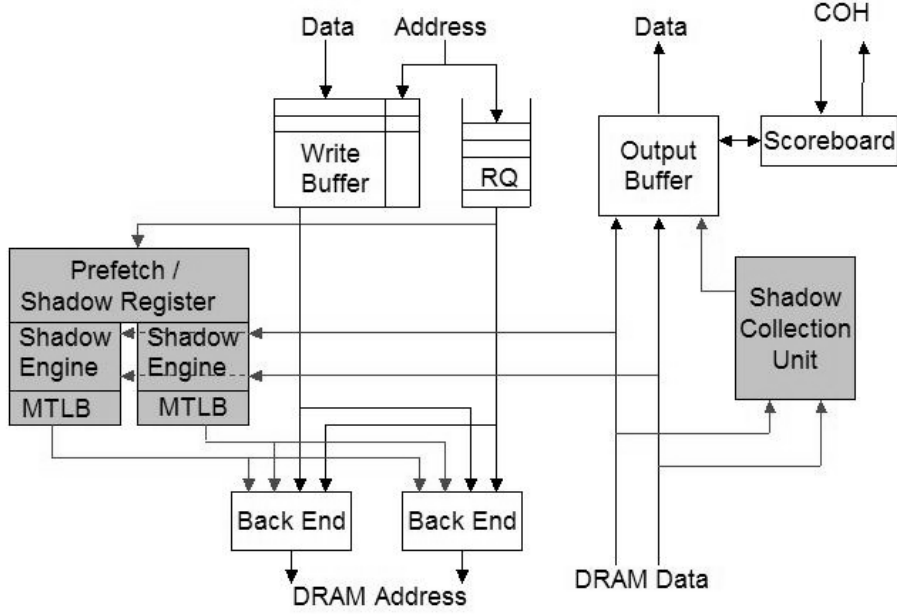 Data
Address
Data
COH
Write
Buffer
RQ
Output
Buffer
Scoreboard
Prefetch /
Shadow Register
Shadow
Engine
Shadow
Engine
MTLB
MTLB
Shadow
Collection
Unit
Back End
Back End
DRAM Address
DRAM Data